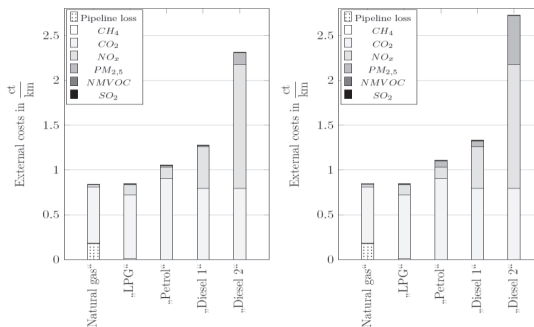 Pipeline loss
CH4
CO2
NOx
PM2,5
NMVOC
SO2
External costs in ct/km
2.5
2
1.5
1
0.5
0
Natural gas“
„LPG“
„Petrol“
„Diesel 1“
„Diesel 2“
Pipeline loss
CH4
CO2
NOx
PM2,5
NMVOC
SO2
External costs in ct/km
2.5
2
1.5
1
0.5
0
Natural gas“
„LPG“
„Petrol“
„Diesel 1“
„Diesel 2“